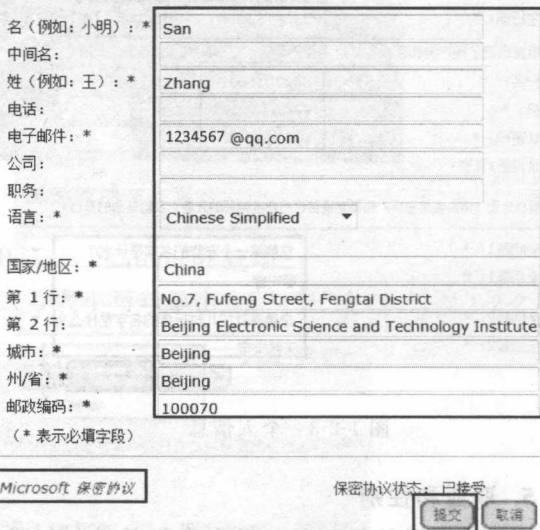 名（例如：小明）：* San
中间名：
姓（例如：王）：* Zhang
电话：
电子邮件：* 1234567 @qq.com
公司：
职务：
语言：* Chinese Simplified
国家/地区：* China
第 1 行：* No.7, Fufeng Street, Fengtai District
第 2 行： Beijing Electronic Science and Technology Institute
城市：* Beijing
州/省：* Beijing
邮政编码：* 100070
（* 表示必填字段）
Microsoft 保密协议 保密协议状态： 已接受
提交 取消